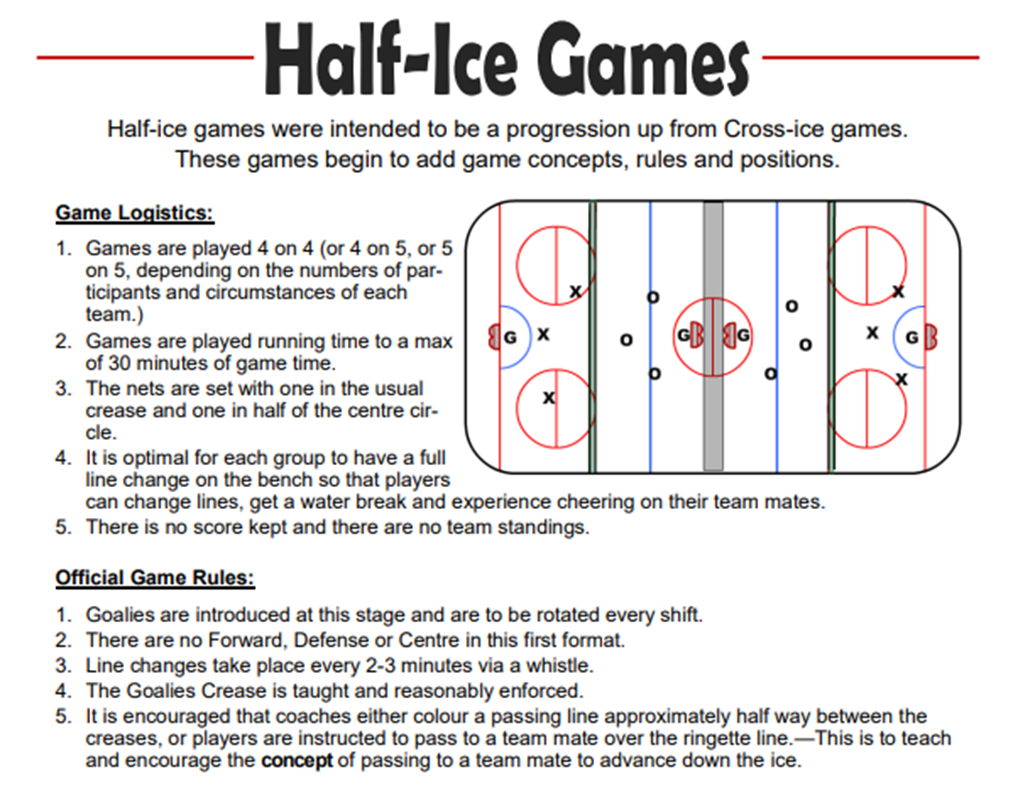 Half-Ice Games
Half-ice games were intended to be a progression up from Cross-ice games.
These games begin to add game concepts, rules and positions.
Game Logistics:
1. Games are played 4 on 4 (or 4 on 5, or 5
on 5, depending on the numbers of par-
ticipants and circumstances of each
team.)
2. Games are played running time to a max
of 30 minutes of game time.
3. The nets are set with one in the usual
crease and one in half of the centre cir-
cle.
4. It is optimal for each group to have a full
line change on the bench so that players
can change lines, get a water break and experience cheering on their team mates.
5. There is no score kept and there are no team standings.
X O O X
G X O G G O X G
X O O X
Official Game Rules:
1. Goalies are introduced at this stage and are to be rotated every shift.
2. There are no Forward, Defense or Centre in this first format.
3. Line changes take place every 2-3 minutes via a whistle.
4. The Goalies Crease is taught and reasonably enforced.
5. It is encouraged that coaches either colour a passing line approximately half way between the
creases, or players are instructed to pass to a team mate over the ringette line.—This is to teach
and encourage the concept of passing to a team mate to advance down the ice.